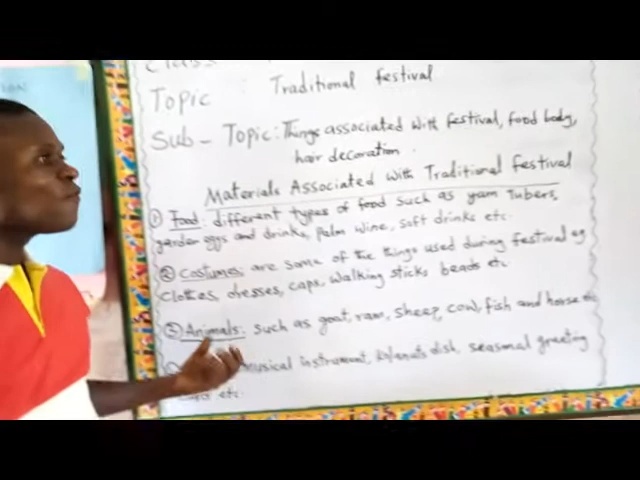 Class
Topic Traditional festival
Sub - Topic: Things associated with festival, food body,
hair decoration.
Materials Associated with Traditional festival
① Food: different types of food such as yam Tubers,
garden eggs and drinks, palm wine, soft drinks etc.
② Costumes are some of the things used during festival eg
clothes, dresses, caps, walking sticks, beads etc
③ Animals: such as goat, ram, sheep, cow, fish and horse etc
musical instrument, dish, seasonal greeting
etc.